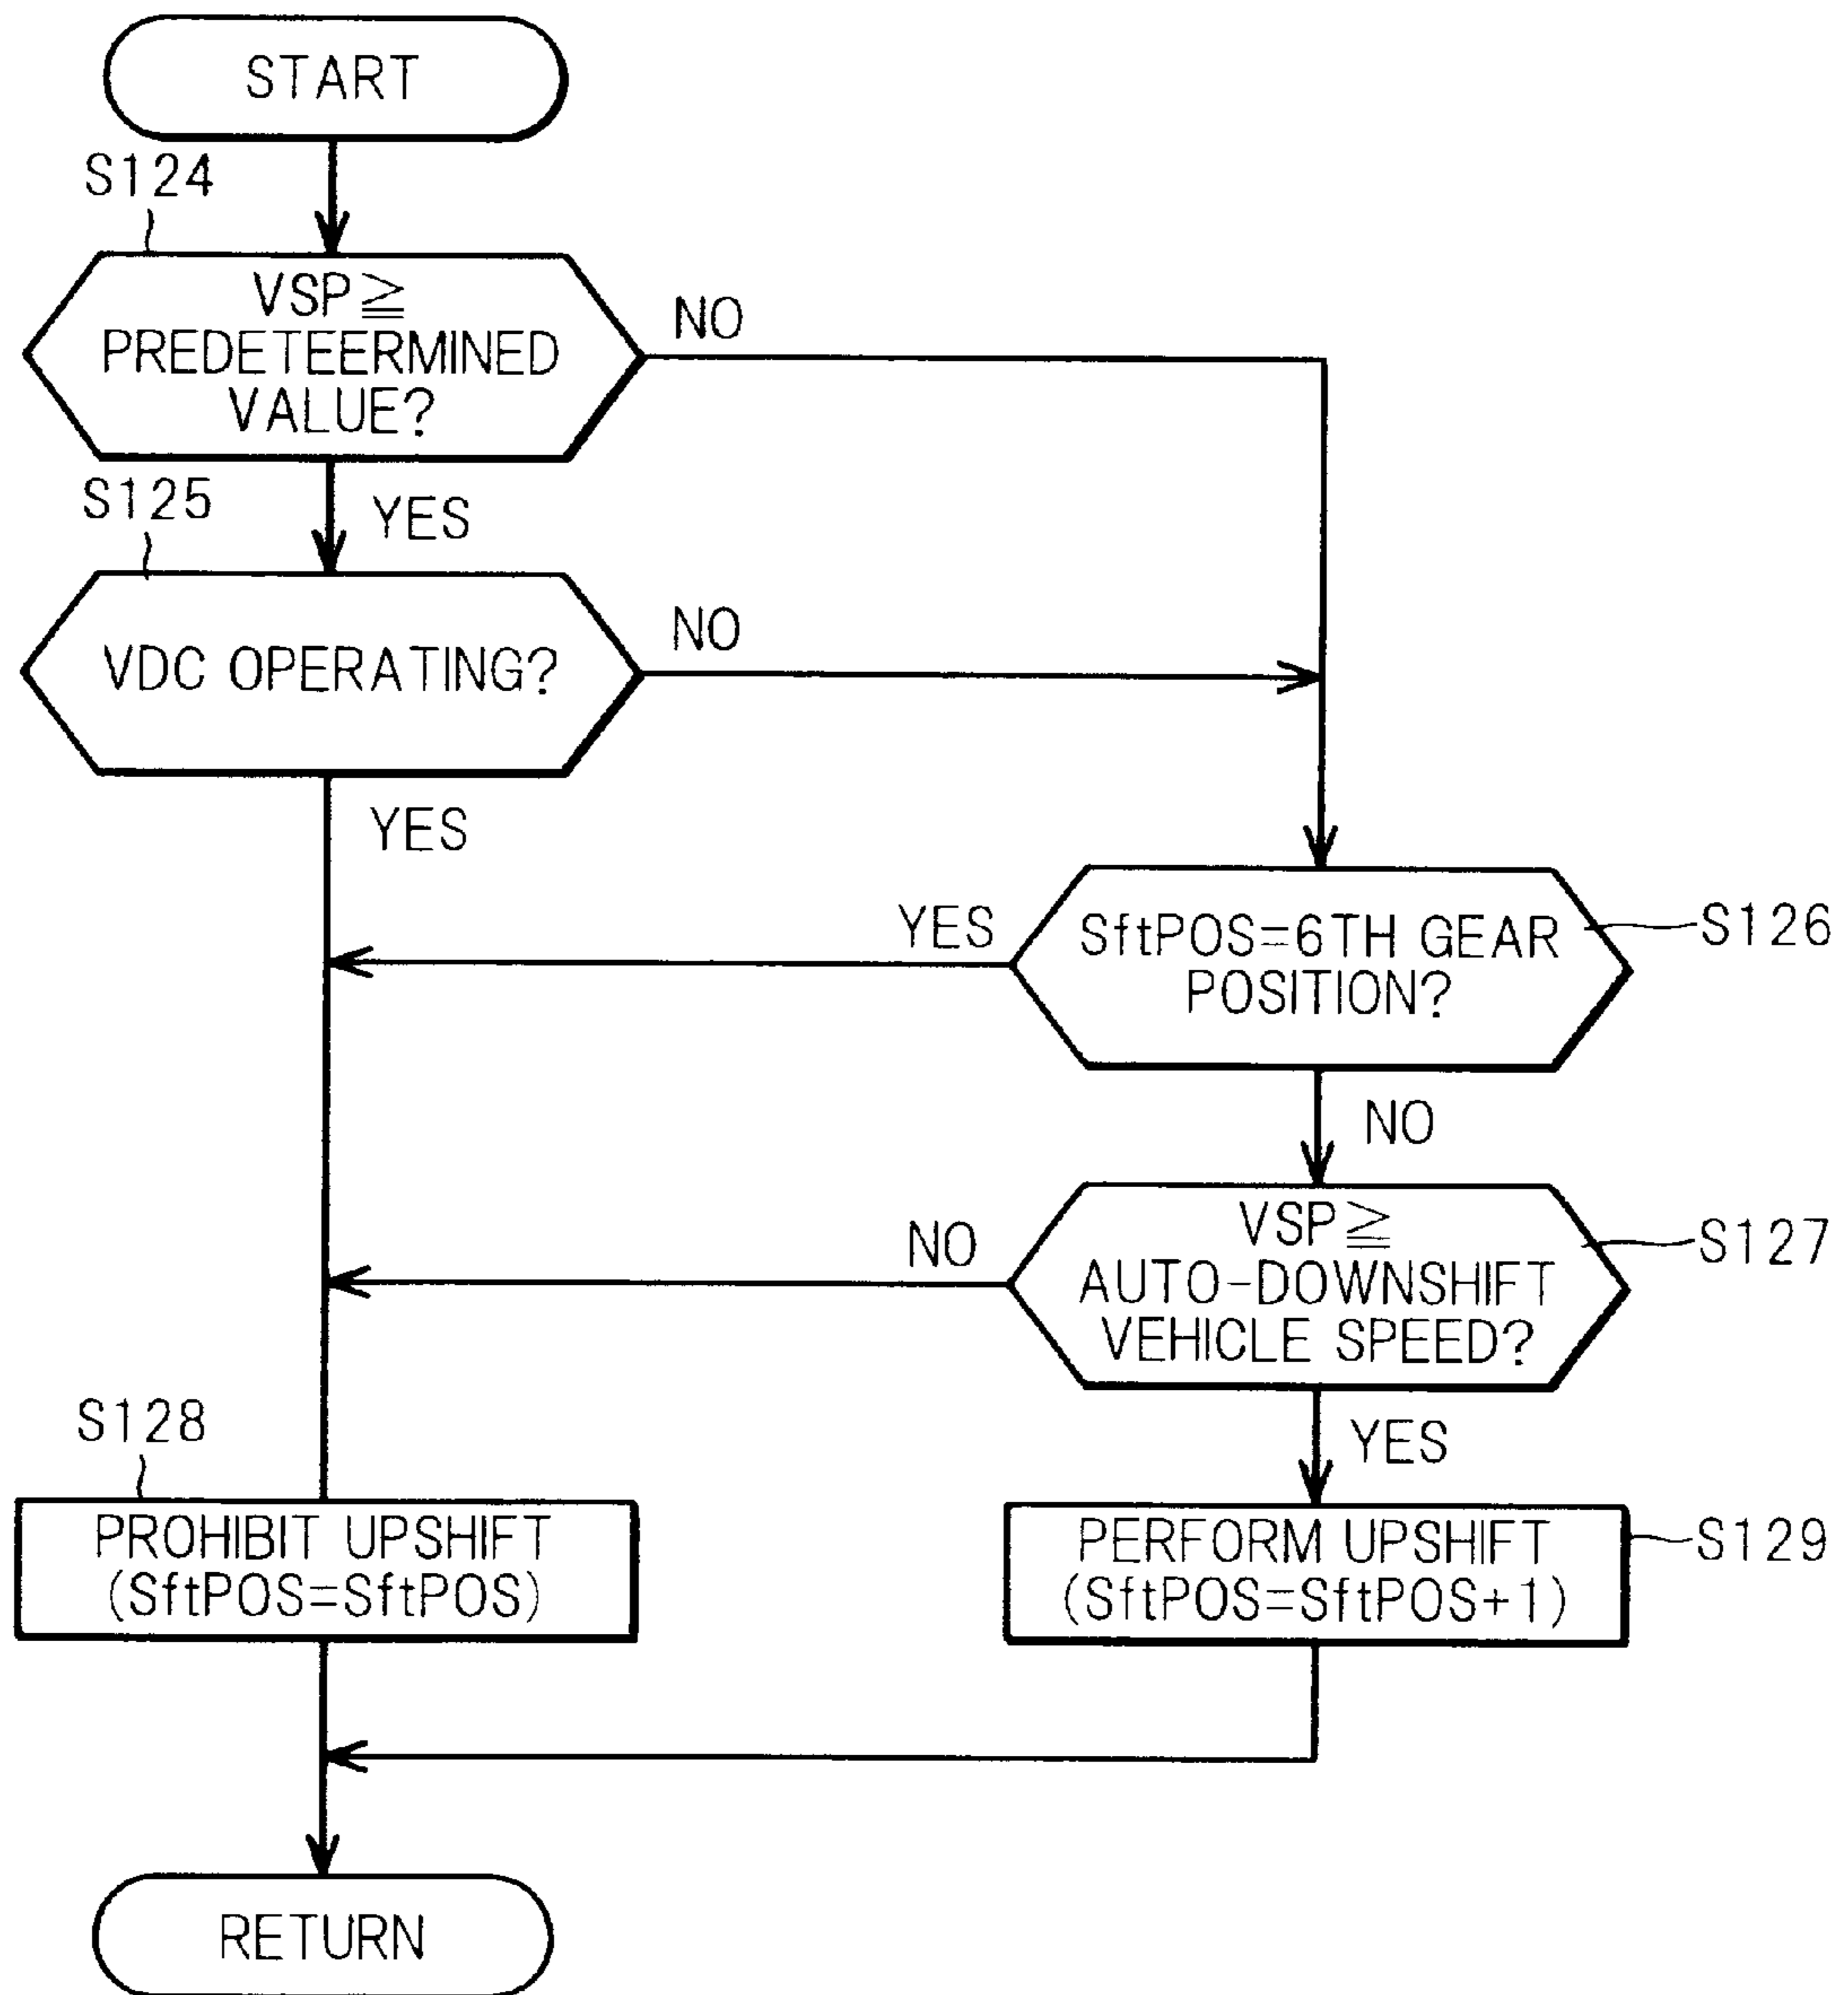 START
S124
VSP≧
PREDETEERMINED
VALUE?
NO
YES
S125
VDC OPERATING?
NO
YES
SftPOS=6TH GEAR
POSITION?
S126
YES
NO
VSP≧
AUTO-DOWNSHIFT
VEHICLE SPEED?
S127
NO
YES
S128
PROHIBIT UPSHIFT
(SftPOS=SftPOS)
PERFORM UPSHIFT
(SftPOS=SftPOS+1)
S129
RETURN